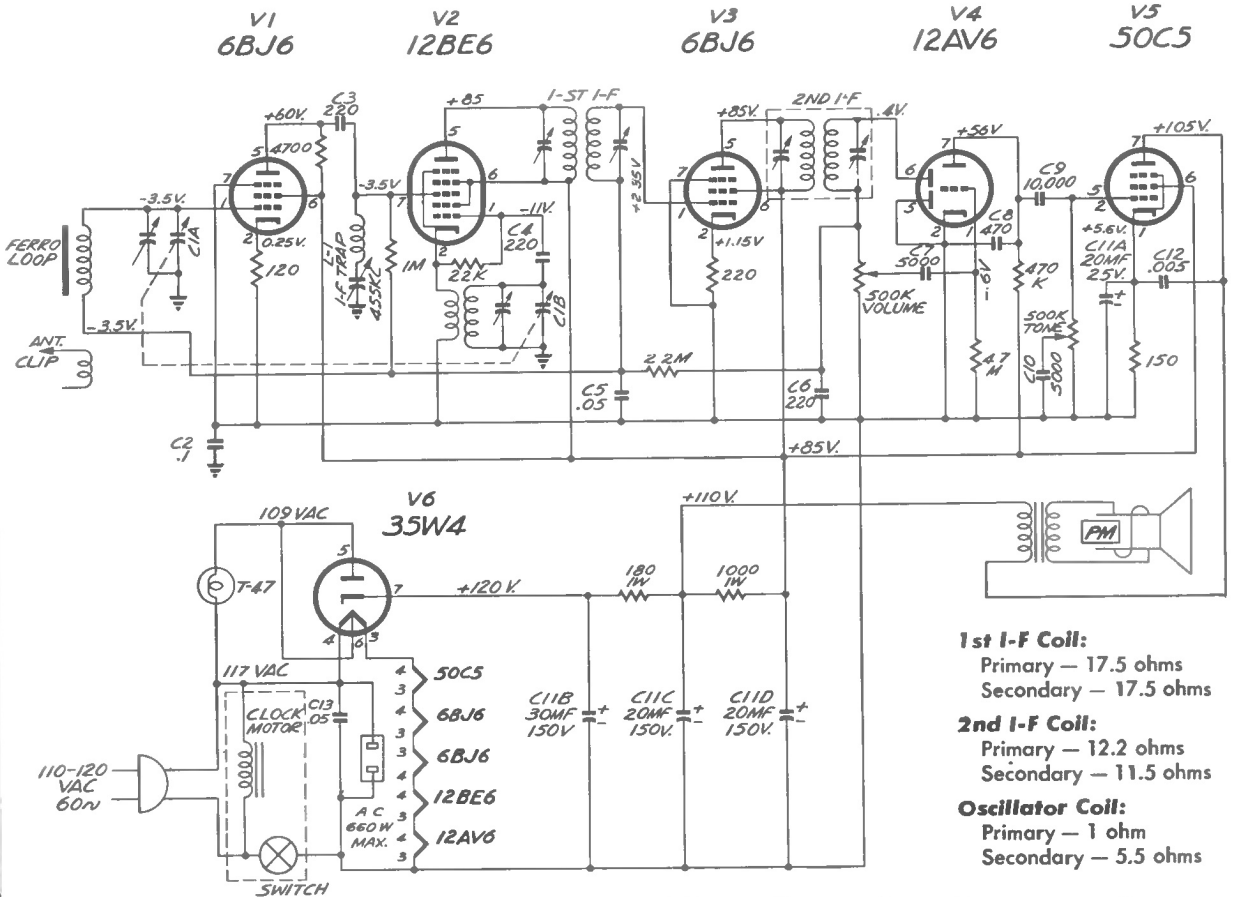 V1
6BJ6
V2
12BE6
V3
6BJ6
V4
12AV6
V5
50C5
+60V.
C3
220
+85
1-ST I-F
+85V.
2ND I-F
.4V.
+56V
+105V.
5
4700
7
1
6
2
0.25V.
-3.5V.
C1A
FERRO
LOOP
-3.5V.
ANT.
CLIP
120
-3.5V
L-1
I-F TRAP
455KC
1M
5
7
6
1
2
-11V.
C4
220
22K
C1B
+2.95V
5
7
1
6
2
+1.15V
220
2.2M
C5
.05
C6
220
500K
VOLUME
7
6
5
1
2
C7
5000
C8
470
-.6V
470
K
4.7
M
C9
10,000
7
5
2
6
1
+5.6V.
C11A
20MF
25V.
+
−
C12
.005
500K
TONE
C10
5000
150
C2
.1
+85V.
V6
35W4
109 VAC
5
7
4
6
3
T-47
+120 V.
180
1W
1000
1W
+110 V.
PM
117 VAC
CLOCK
MOTOR
C13
.05
110-120
VAC
60~
A C
660 W
MAX.
SWITCH
4
3
50C5
4
3
6BJ6
3
4
6BJ6
4
3
12BE6
4
3
12AV6
C11B
30MF
150V
+
−
C11C
20MF
150V.
+
−
C11D
20MF
150V.
+
−
1st I-F Coil:
Primary — 17.5 ohms
Secondary — 17.5 ohms
2nd I-F Coil:
Primary — 12.2 ohms
Secondary — 11.5 ohms
Oscillator Coil:
Primary — 1 ohm
Secondary — 5.5 ohms